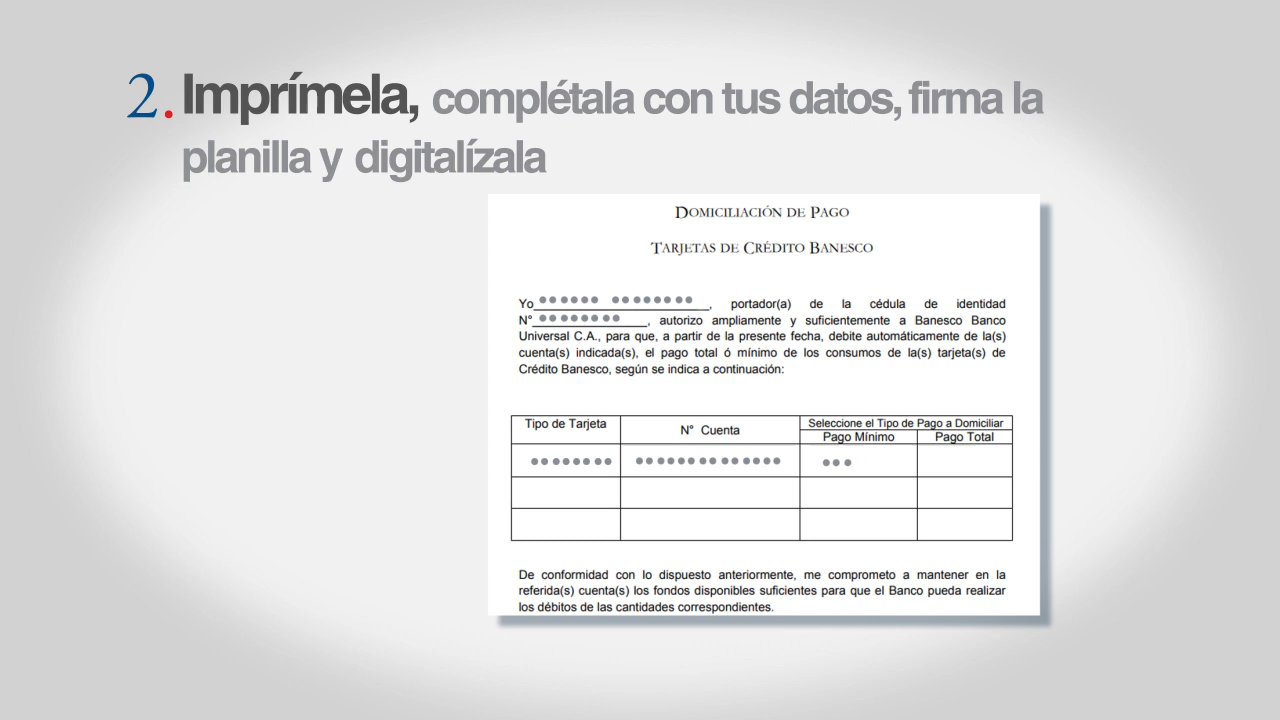 2. Imprímela, complétala con tus datos, firma la
planilla y digitalízala
DOMICILIACIÓN DE PAGO
TARJETAS DE CRÉDITO BANESCO
Yo ______, portador(a) de la cédula de identidad
N° ______, autorizo ampliamente y suficientemente a Banesco Banco
Universal C.A., para que, a partir de la presente fecha, debite automáticamente de la(s)
cuenta(s) indicada(s), el pago total ó mínimo de los consumos de la(s) tarjeta(s) de
Crédito Banesco, según se indica a continuación:
Tipo de Tarjeta
N° Cuenta
Seleccione el Tipo de Pago a Domiciliar
Pago Mínimo
Pago Total
De conformidad con lo dispuesto anteriormente, me comprometo a mantener en la
referida(s) cuenta(s) los fondos disponibles suficientes para que el Banco pueda realizar
los débitos de las cantidades correspondientes.